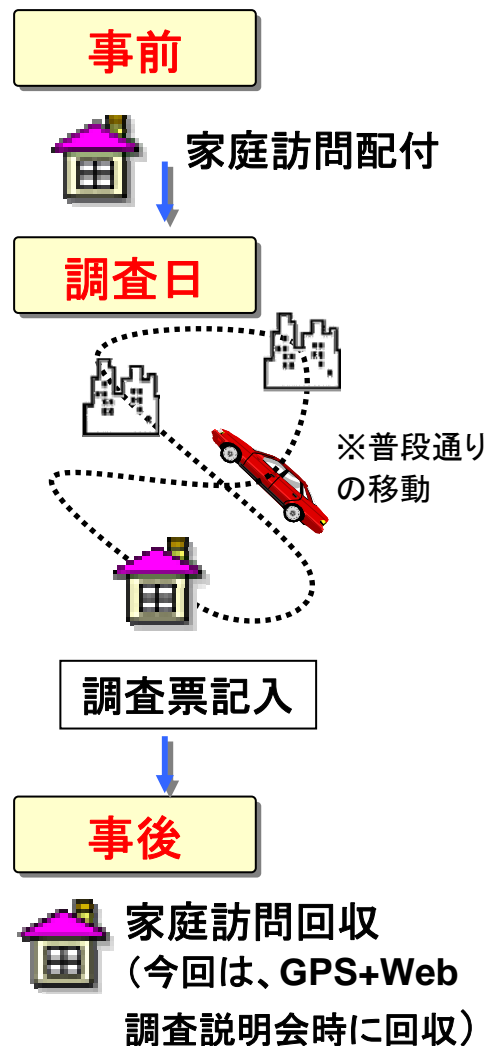 事前
家庭訪問配付
調査日
※普段通り
の移動
調査票記入
事後
家庭訪問回収
（今回は、GPS+Web
調査説明会時に回収）